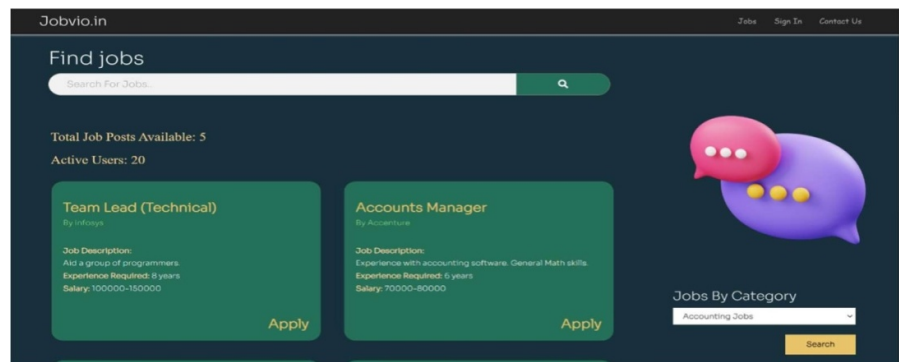 Jobvio.in
Jobs Sign In Contact Us
Find jobs
Search For Jobs...
Total Job Posts Available: 5
Active Users: 20
Team Lead (Technical)
By Infosys
Job Description:
Aid a group of programmers.
Experience Required: 8 years
Salary: 100000-150000
Apply
Accounts Manager
By Accenture
Job Description:
Experience with accounting software. General Math skills.
Experience Required: 6 years
Salary: 70000-80000
Apply
Jobs By Category
Accounting Jobs
Search